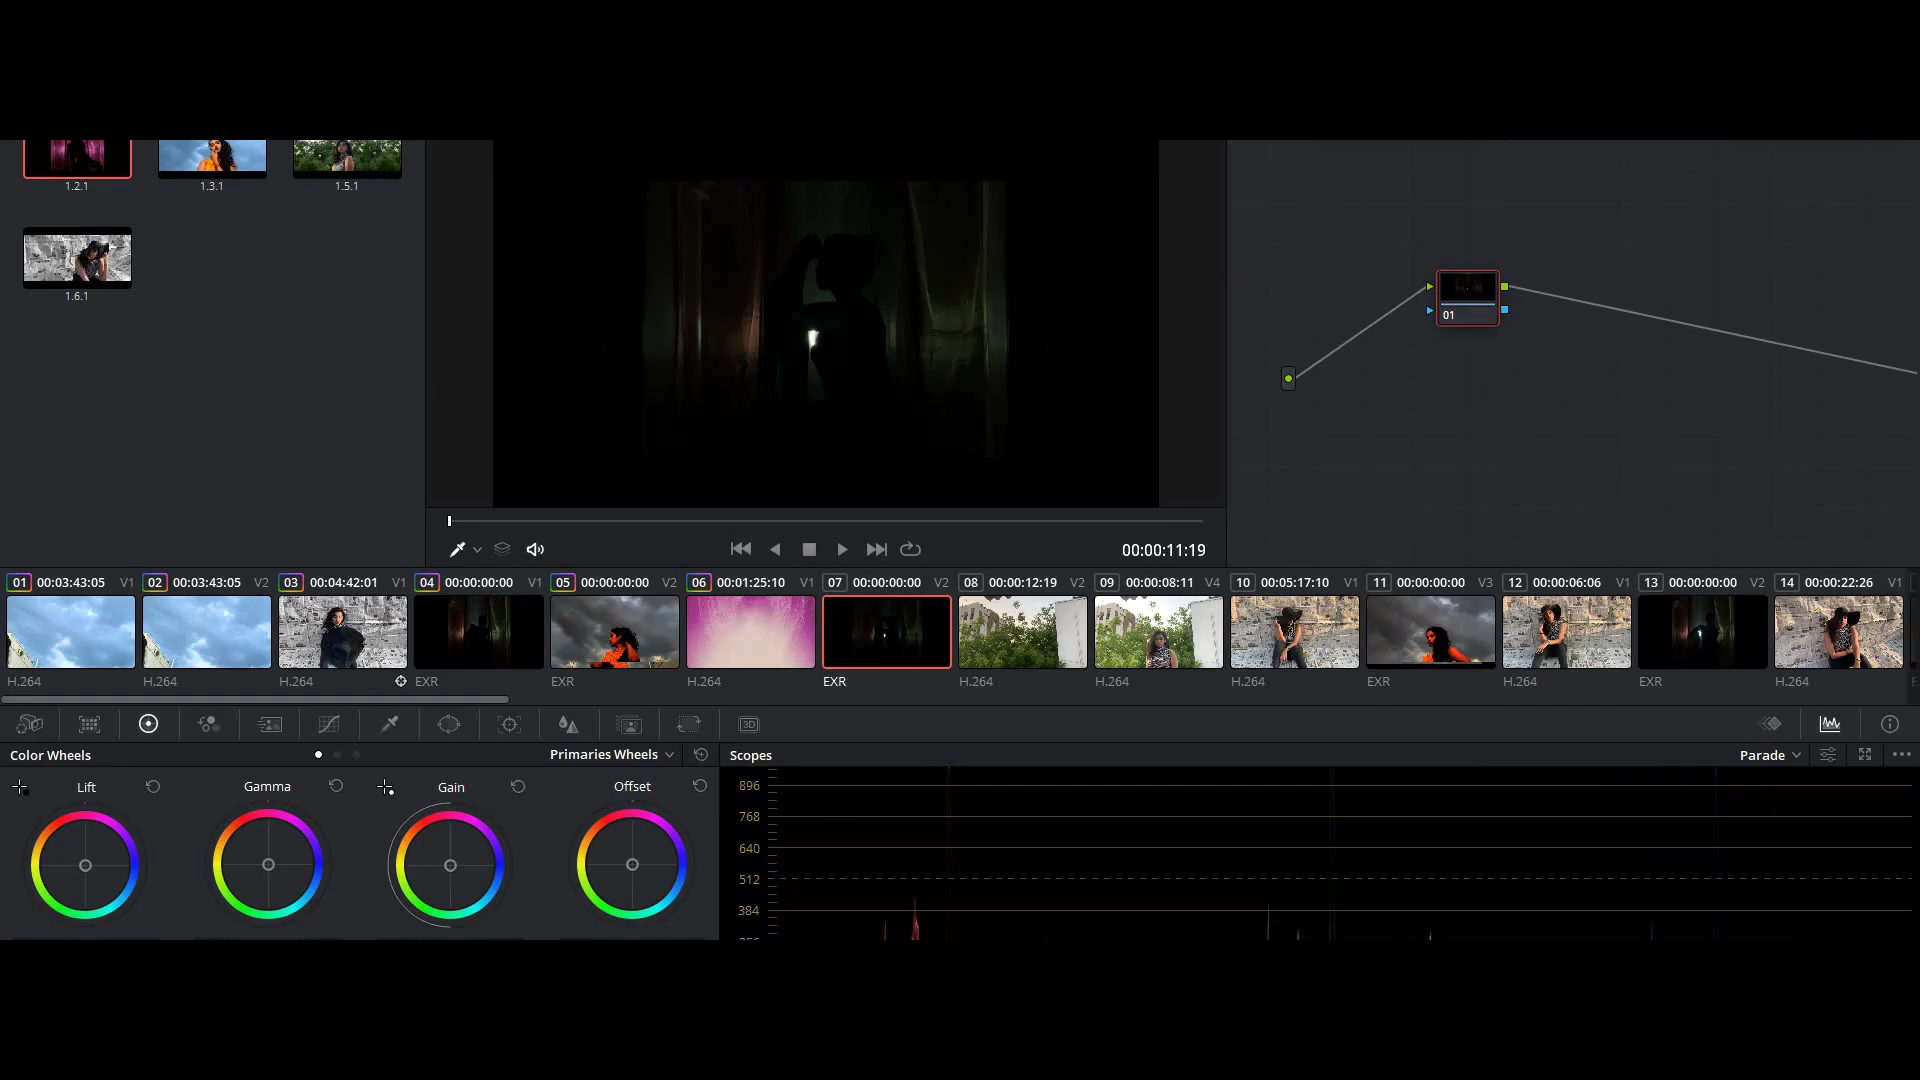 1.2.1
1.3.1
1.5.1
1.6.1
01
00:00:11:19
01 00:03:43:05 V1
02 00:03:43:05 V2
03 00:04:42:01 V1
04 00:00:00:00 V1
05 00:00:00:00 V2
06 00:01:25:10 V1
07 00:00:00:00 V2
08 00:00:12:19 V2
09 00:00:08:11 V4
10 00:05:17:10 V1
11 00:00:00:00 V3
12 00:00:06:06 V1
13 00:00:00:00 V2
14 00:00:22:26 V1
H.264
H.264
H.264
EXR
EXR
H.264
EXR
H.264
H.264
H.264
EXR
H.264
EXR
H.264
3D
Color Wheels
Primaries Wheels
Scopes
Parade
Lift
Gamma
Gain
Offset
896
768
640
512
384